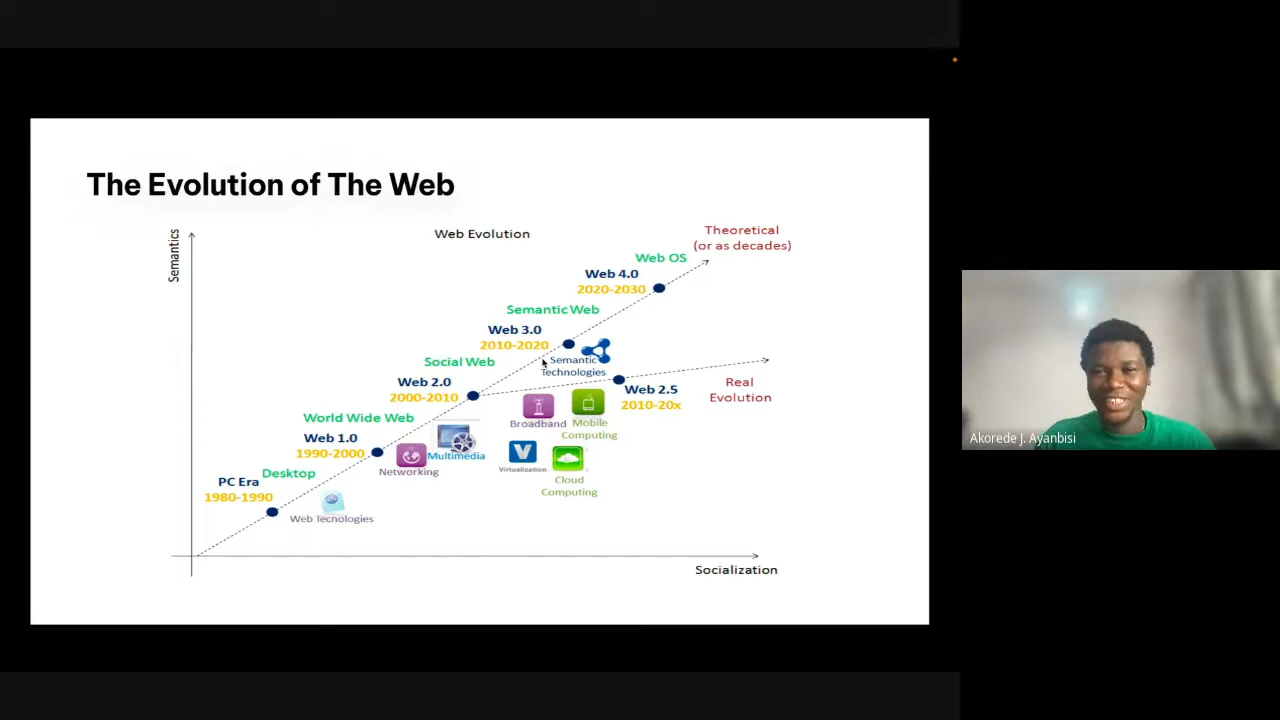 The Evolution of The Web
Semantics
Web Evolution
Theoretical
(or as decades)
Web OS
Web 4.0
2020-2030
Semantic Web
Web 3.0
2010-2020
Semantic
Technologies
Social Web
Web 2.0
2000-2010
Web 2.5
2010-20x
Real
Evolution
Broadband
Mobile
Computing
World Wide Web
Web 1.0
1990-2000
Networking
Multimedia
V
Virtualization
Cloud
Computing
Desktop
PC Era
1980-1990
Web Tecnologies
Socialization
Akorede J. Ayanbisi